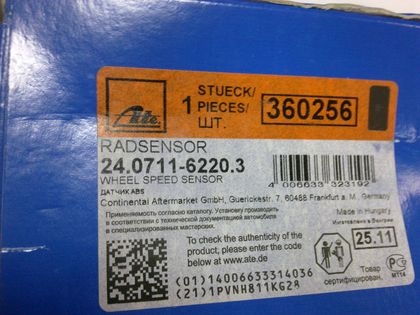 Ate
STUECK/
1 PIECES/
ШТ.
360256
RADSENSOR
24.0711-6220.3
WHEEL SPEED SENSOR
ДАТЧИК ABS
4 006633 323192
Continental Aftermarket GmbH, Guerickestr. 7, 60488 Frankfurt a. M. Germany
Применяемость согласно каталогу. Установку производить
в соответствии с технической документацией автомобиля
в специализированных мастерских.
Made in Hungary
Изготовлено в Венгрии
To check the authenticity of the
product, please enter the code
below on www.ate.de
25.11
Товар
сертифицирован.
PC
МТ14
(01)14006633314036
(21)1PVNH811KG28